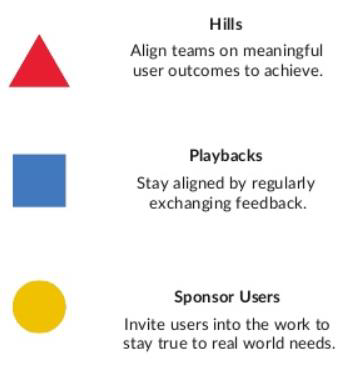 Hills
Align teams on meaningful
user outcomes to achieve.
Playbacks
Stay aligned by regularly
exchanging feedback.
Sponsor Users
Invite users into the work to
stay true to real world needs.